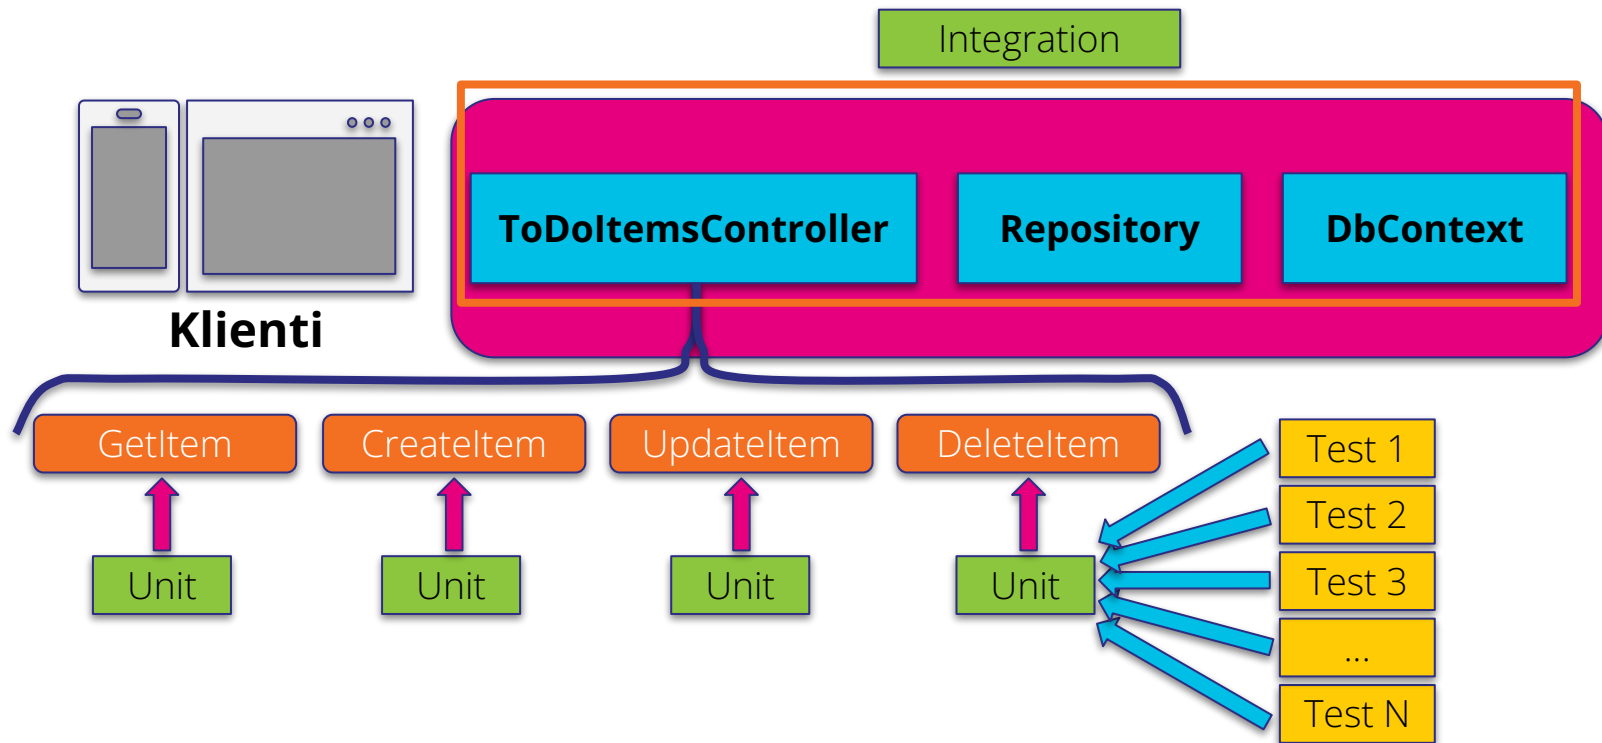 Integration
ToDoItemsController
Repository
DbContext
Klienti
GetItem
CreateItem
UpdateItem
DeleteItem
Test 1
Test 2
Unit
Unit
Unit
Unit
Test 3
...
Test N